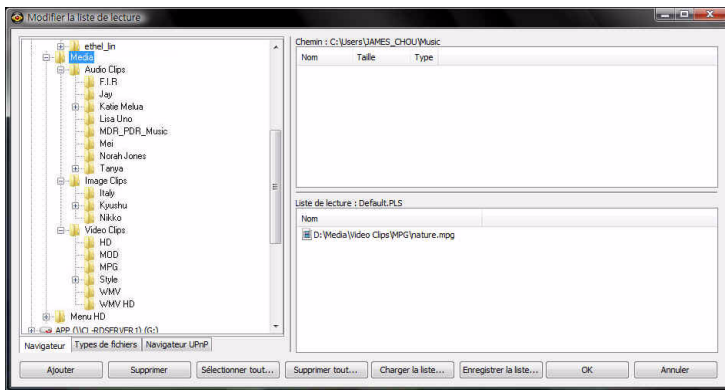 Modifier la liste de lecture
ethel_lin
Media
Audio Clips
F.I.R
Jay
Katie Melua
Lisa Uno
MDR_PDR_Music
Mei
Norah Jones
Tanya
Image Clips
Italy
Kyushu
Nikko
Video Clips
HD
MOD
MPG
Style
WMV
WMV HD
Menu HD
APP (\\CL-RDSERVER1) (G:)
Navigateur Types de fichiers Navigateur UPnP
Chemin : C:\Users\JAMES_CHOU\Music
Nom Taille Type
Liste de lecture : Default.PLS
Nom
D:\Media\Video Clips\MPG\nature.mpg
Ajouter Supprimer Sélectionner tout... Supprimer tout... Charger la liste... Enregistrer la liste... OK Annuler